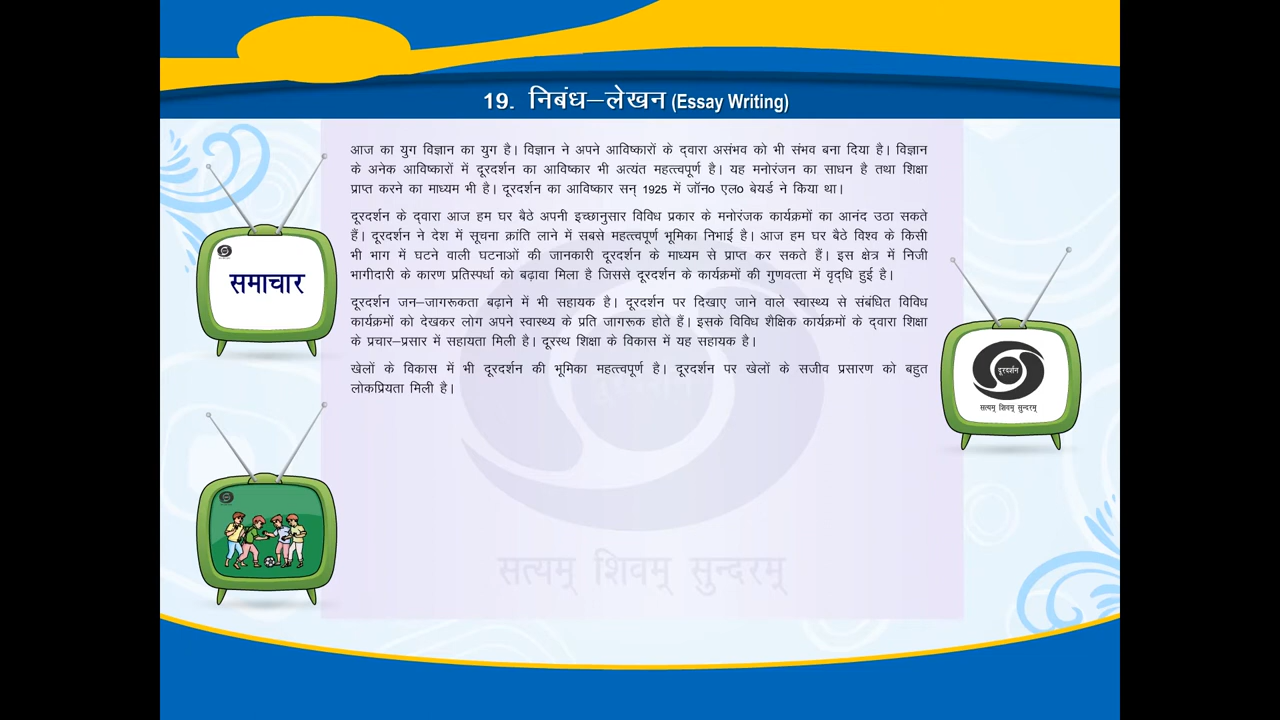 19. निबंध–लेखन (Essay Writing)
आज का युग विज्ञान का युग है। विज्ञान ने अपने आविष्कारों के द्वारा असंभव को भी संभव बना दिया है। विज्ञान
के अनेक आविष्कारों में दूरदर्शन का आविष्कार भी अत्यंत महत्त्वपूर्ण है। यह मनोरंजन का साधन है तथा शिक्षा
प्राप्त करने का माध्यम भी है। दूरदर्शन का आविष्कार सन् 1925 में जॉन० एल० बेयर्ड ने किया था।
दूरदर्शन के द्वारा आज हम घर बैठे अपनी इच्छानुसार विविध प्रकार के मनोरंजक कार्यक्रमों का आनंद उठा सकते
हैं। दूरदर्शन ने देश में सूचना क्रांति लाने में सबसे महत्त्वपूर्ण भूमिका निभाई है। आज हम घर बैठे विश्व के किसी
भी भाग में घटने वाली घटनाओं की जानकारी दूरदर्शन के माध्यम से प्राप्त कर सकते हैं। इस क्षेत्र में निजी
भागीदारी के कारण प्रतिस्पर्धा को बढ़ावा मिला है जिससे दूरदर्शन के कार्यक्रमों की गुणवत्ता में वृद्धि हुई है।
दूरदर्शन जन–जागरूकता बढ़ाने में भी सहायक है। दूरदर्शन पर दिखाए जाने वाले स्वास्थ्य से संबंधित विविध
कार्यक्रमों को देखकर लोग अपने स्वास्थ्य के प्रति जागरूक होते हैं। इसके विविध शैक्षिक कार्यक्रमों के द्वारा शिक्षा
के प्रचार–प्रसार में सहायता मिली है। दूरस्थ शिक्षा के विकास में यह सहायक है।
खेलों के विकास में भी दूरदर्शन की भूमिका महत्त्वपूर्ण है। दूरदर्शन पर खेलों के सजीव प्रसारण को बहुत
लोकप्रियता मिली है।
समाचार
दूरदर्शन
सत्यम् शिवम् सुन्दरम्
सत्यम् शिवम् सुन्दरम्